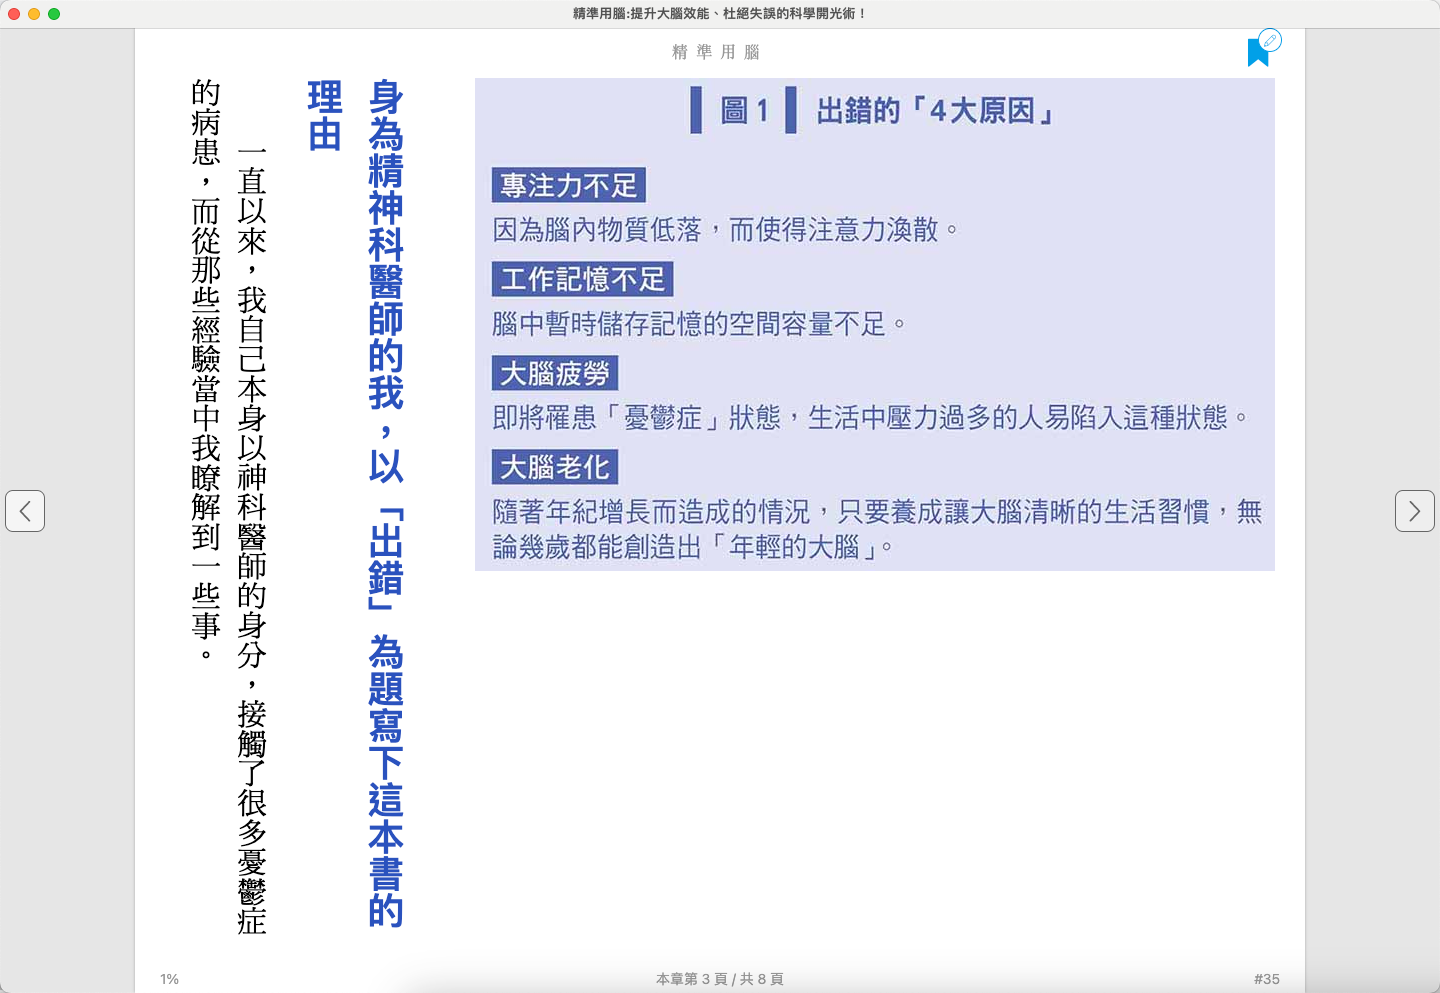 精準用腦:提升大腦效能、杜絕失誤的科學開光術！
精準用腦
圖1 出錯的「4大原因」
專注力不足
因為腦內物質低落，而使得注意力渙散。
工作記憶不足
腦中暫時儲存記憶的空間容量不足。
大腦疲勞
即將罹患「憂鬱症」狀態，生活中壓力過多的人易陷入這種狀態。
大腦老化
隨著年紀增長而造成的情況，只要養成讓大腦清晰的生活習慣，無
論幾歲都能創造出「年輕的大腦」。
身為精神科醫師的我，以「出錯」為題寫下這本書的
理由
一直以來，我自己本身以神科醫師的身分，接觸了很多憂鬱症
的病患，而從那些經驗當中我瞭解到一些事。
1%
本章第 3 頁 / 共 8 頁
#35